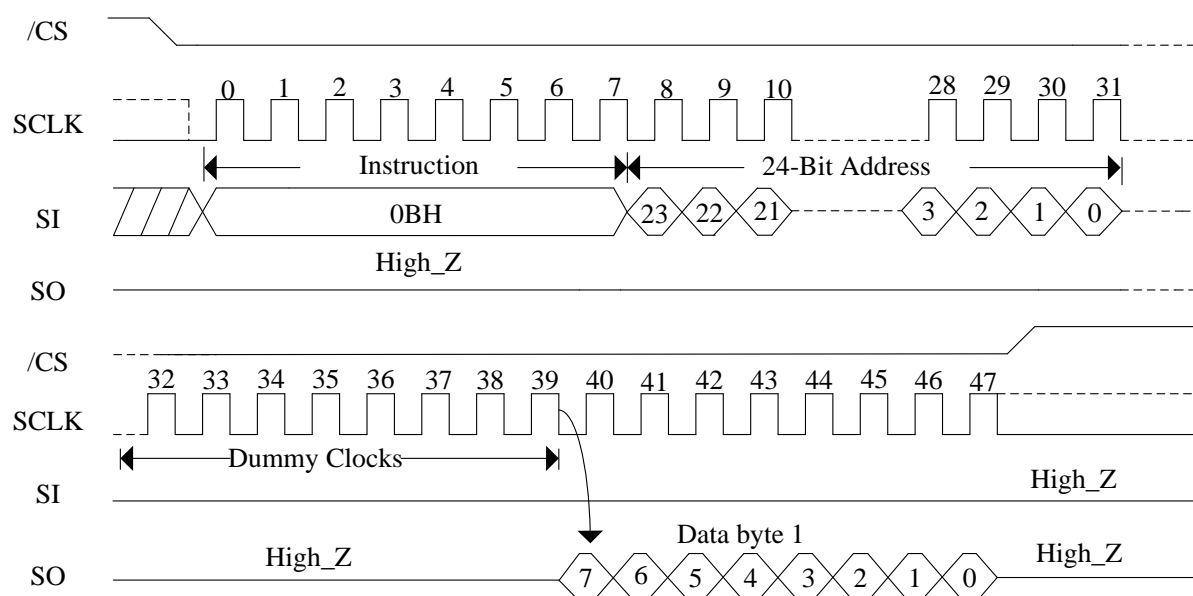 /CS
0 1 2 3 4 5 6 7 8 9 10 28 29 30 31
SCLK
Instruction 24-Bit Address
SI 0BH 23 22 21 3 2 1 0
High_Z
SO
/CS
32 33 34 35 36 37 38 39 40 41 42 43 44 45 46 47
SCLK
Dummy Clocks
SI High_Z
Data byte 1
High_Z High_Z
SO 7 6 5 4 3 2 1 0